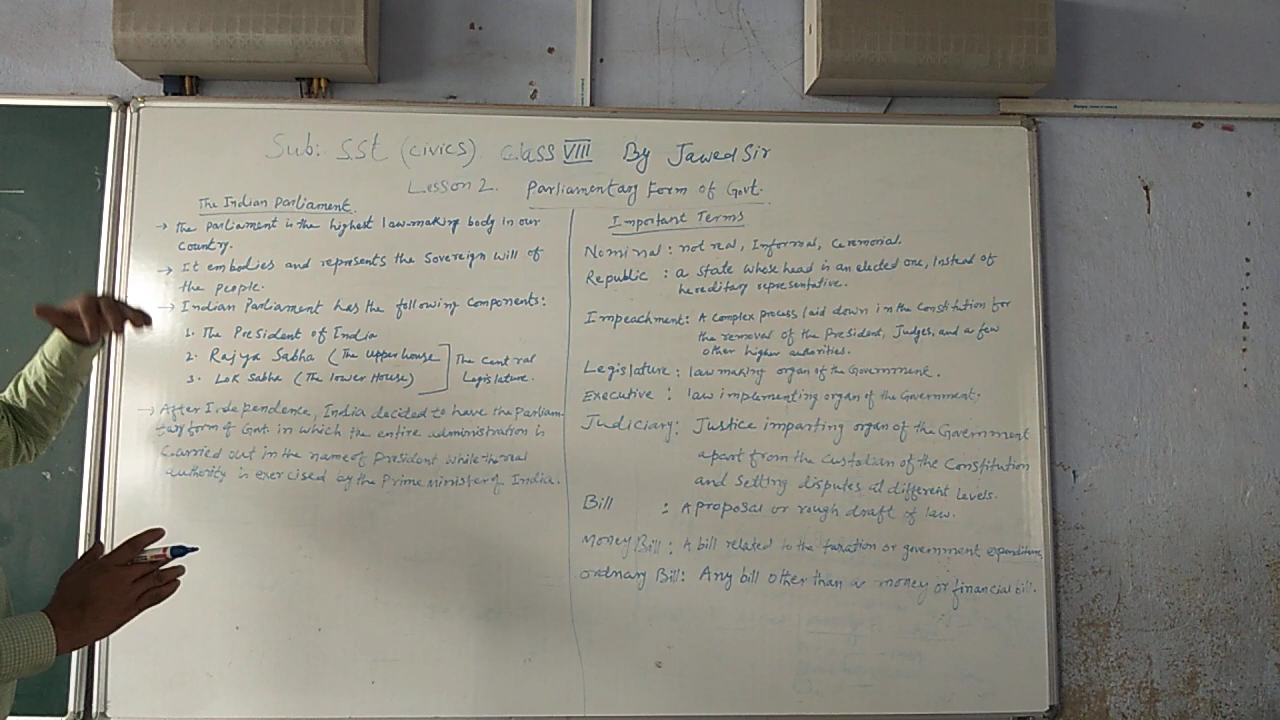 Sub: S.St (civics) Class VIII By Jawed Sir
Lesson 2. Parliamentary Form of Govt.
The Indian Parliament
→ The parliament is the highest law-making body in our
Country.
→ It embodies and represents the Sovereign will of
the people.
→ Indian Parliament has the following components:
1. The President of India
2. Rajya Sabha (The upper house
3. Lok Sabha (The lower House)
The Central
Legislature.
→ After Independence, India decided to have the Parliam-
tary form of Govt. in which the entire administration is
Carried out in the name of President while the real
authority is exercised by the Prime Minister of India.
Important Terms
Nominal: not real, Informal, Ceremonial.
Republic : a state whose head is an elected one, Instead of
hereditary representative.
Impeachment: A complex process laid down in the Constitution for
the removal of the President, Judges, and a few
other higher authorities.
Legislature: law making organ of the Government.
Executive : law implementing organ of the Government.
Judiciary: Justice imparting organ of the Government
apart from the Custodian of the Constitution
and Settling disputes at different levels.
Bill : A proposal or rough draft of law.
Money Bill: A bill related to the taxation or government expenditure,
ordnary Bill: Any bill other than a money or financial bill.